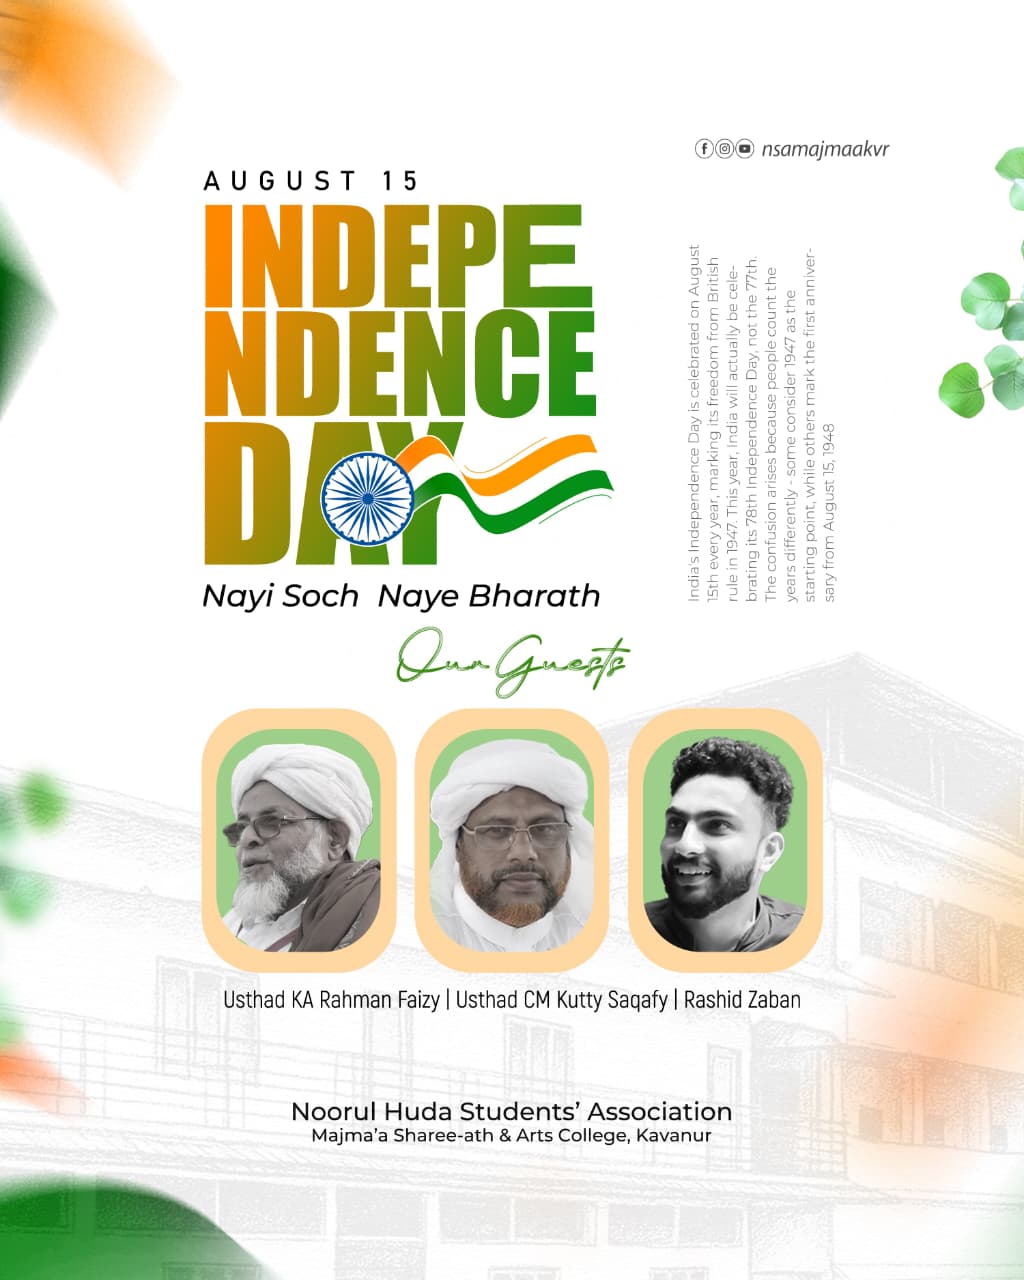 nsamajmaakvr
AUGUST 15
INDEPE
NDENCE
DAY
Nayi Soch Naye Bharath
India's Independence Day is celebrated on August
15th every year, marking its freedom from British
rule in 1947. This year, India will actually be cele-
brating its 78th Independence Day, not the 77th.
The confusion arises because people count the
years differently - some consider 1947 as the
starting point, while others mark the first anniver-
sary from August 15, 1948
Our Guests
Usthad KA Rahman Faizy | Usthad CM Kutty Saqafy | Rashid Zaban
Noorul Huda Students' Association
Majma'a Sharee-ath & Arts College, Kavanur